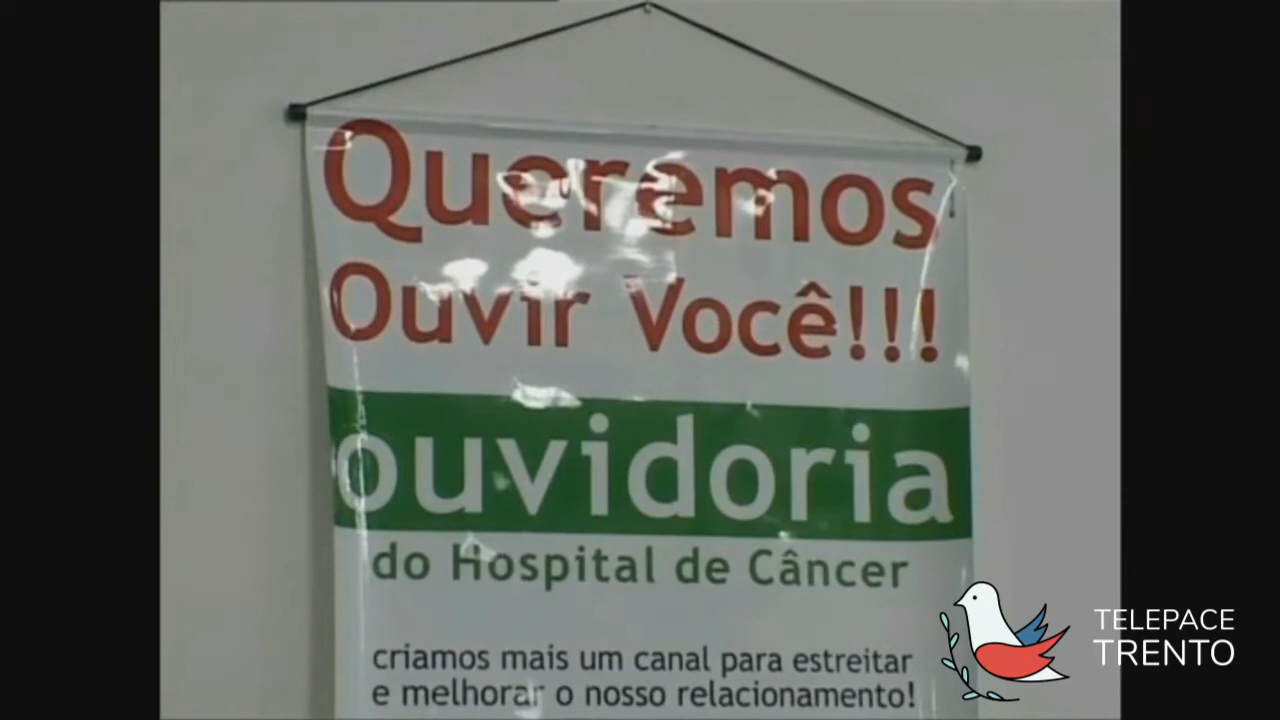 Queremos
Ouvir Você!!!
ouvidoria
do Hospital de Câncer
criamos mais um canal para estreitar
e melhorar o nosso relacionamento!
TELEPACE
TRENTO